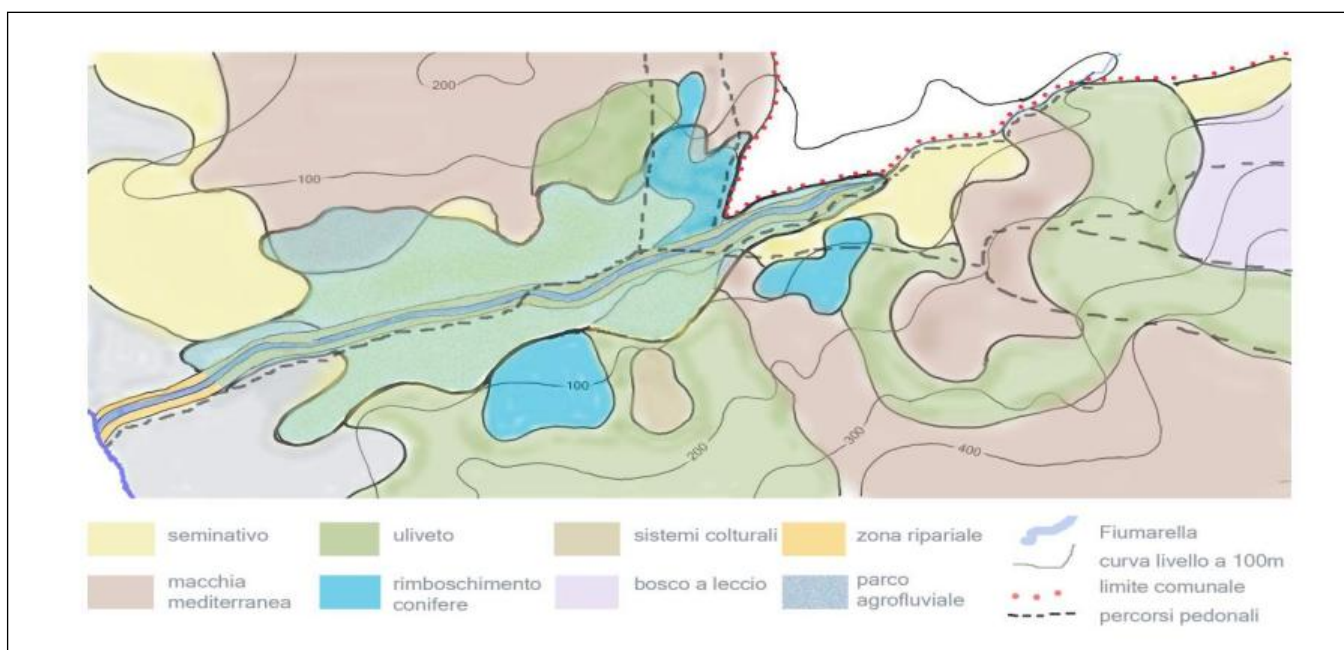 200
100
100
200
300
400
seminativo
uliveto
sistemi colturali
zona ripariale
Fiumarella
curva livello a 100m
macchia
mediterranea
rimboschimento
conifere
bosco a leccio
parco
agrofluviale
limite comunale
percorsi pedonali